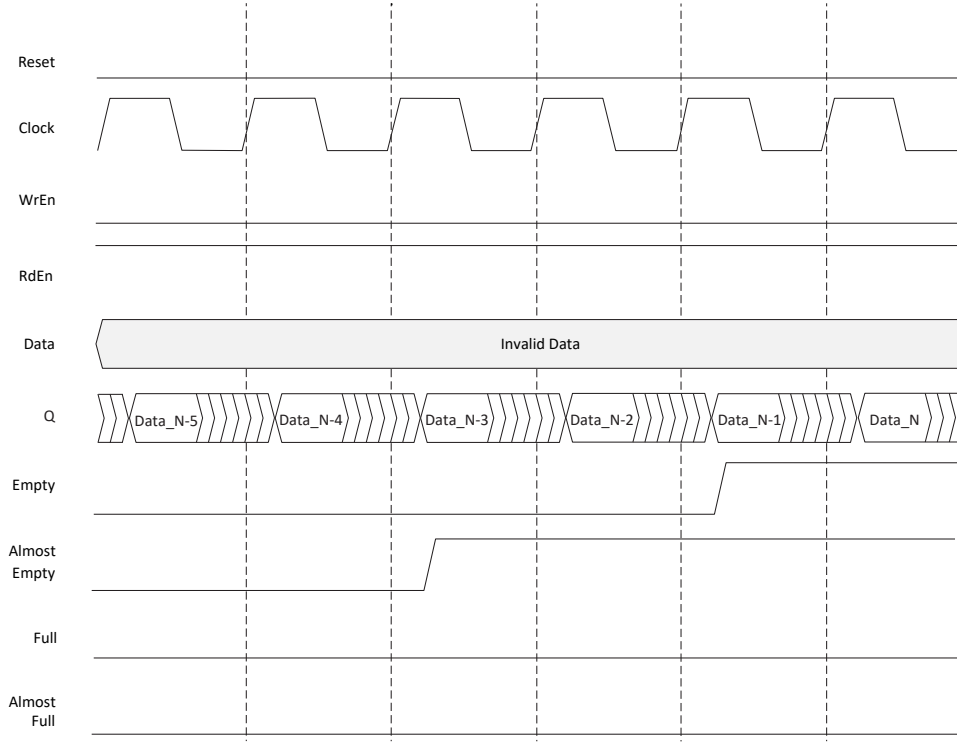 Reset
Clock
WrEn
RdEn
Data
Invalid Data
Q
Data_N-5
Data_N-4
Data_N-3
Data_N-2
Data_N-1
Data_N
Empty
Almost
Empty
Full
Almost
Full